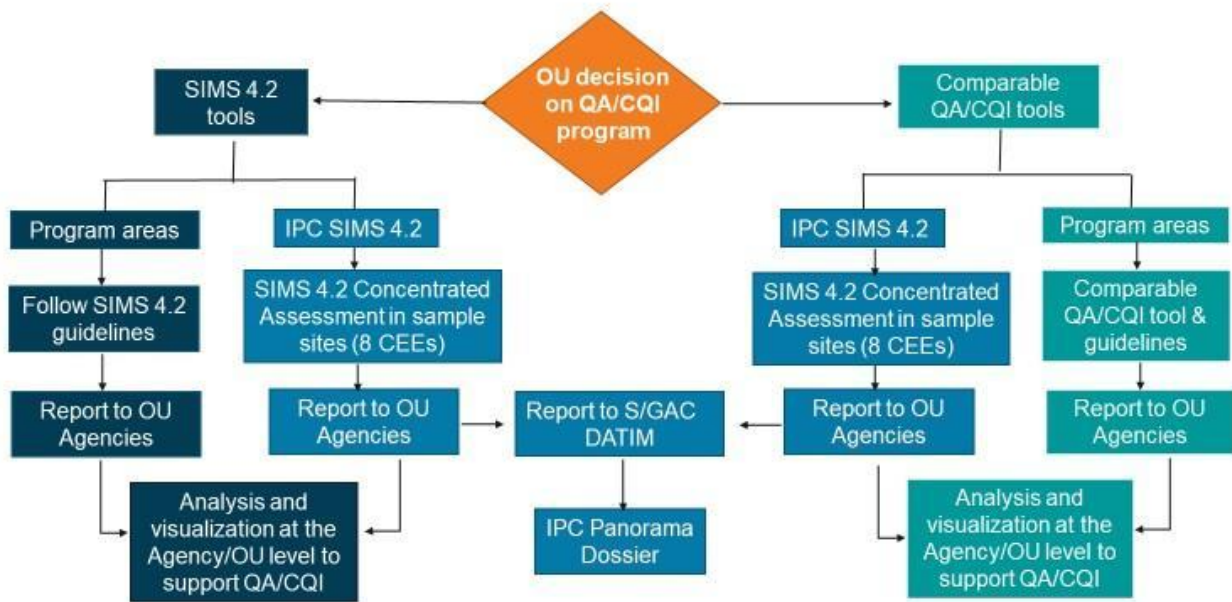 OU decision
on QA/CQI
program
SIMS 4.2
tools
Comparable
QA/CQI tools
Program areas
IPC SIMS 4.2
IPC SIMS 4.2
Program areas
Follow SIMS 4.2
guidelines
SIMS 4.2 Concentrated
Assessment in sample
sites (8 CEEs)
SIMS 4.2 Concentrated
Assessment in sample
sites (8 CEEs)
Comparable
QA/CQI tool &
guidelines
Report to OU
Agencies
Report to OU
Agencies
Report to S/GAC
DATIM
Report to OU
Agencies
Report to OU
Agencies
Analysis and
visualization at the
Agency/OU level to
support QA/CQI
IPC Panorama
Dossier
Analysis and
visualization at the
Agency/OU level to
support QA/CQI